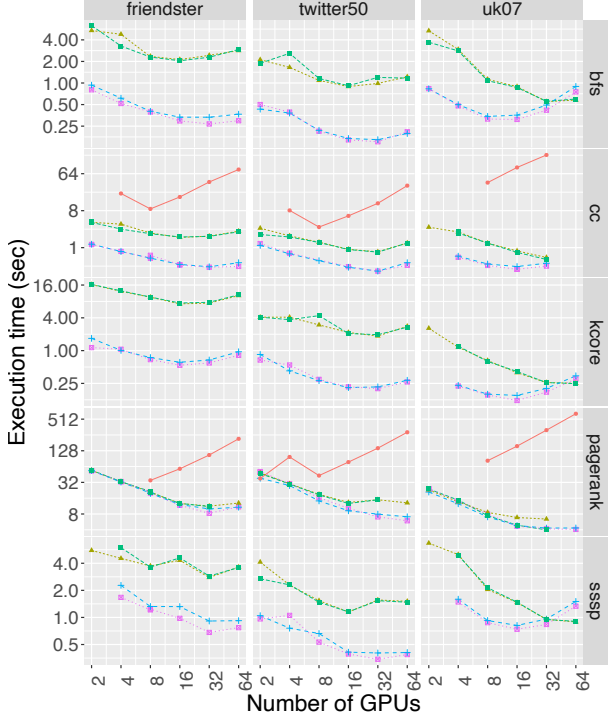 friendster twitter50 uk07
4.00
2.00
1.00
0.50
0.25
bfs
64
8
1
cc
16.00
4.00
1.00
0.25
kcore
512
128
32
8
pagerank
4.0
2.0
1.0
0.5
sssp
Execution time (sec)
2 4 8 16 32 64 2 4 8 16 32 64 2 4 8 16 32 64
Number of GPUs